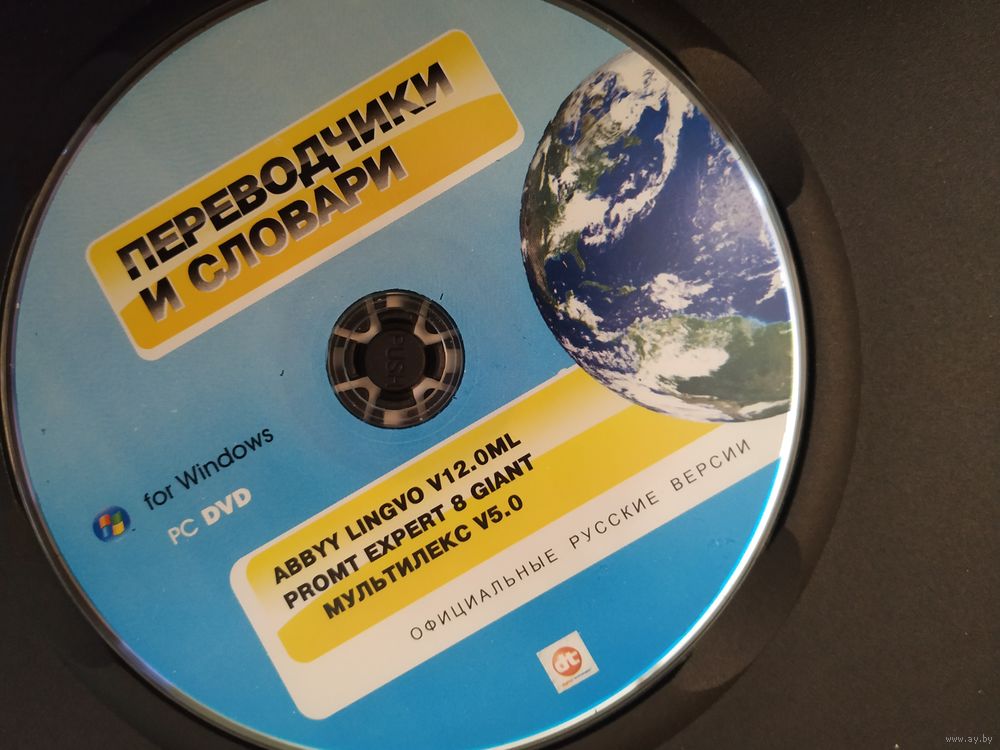 ПЕРЕВОДЧИКИ
И СЛОВАРИ
PUSH
for Windows
PC DVD
ABBYY LINGVO V12.0ML
PROMT EXPERT 8 GIANT
МУЛЬТИЛЕКС V5.0
ОФИЦИАЛЬНЫЕ РУССКИЕ ВЕРСИИ
dt
www.ay.by